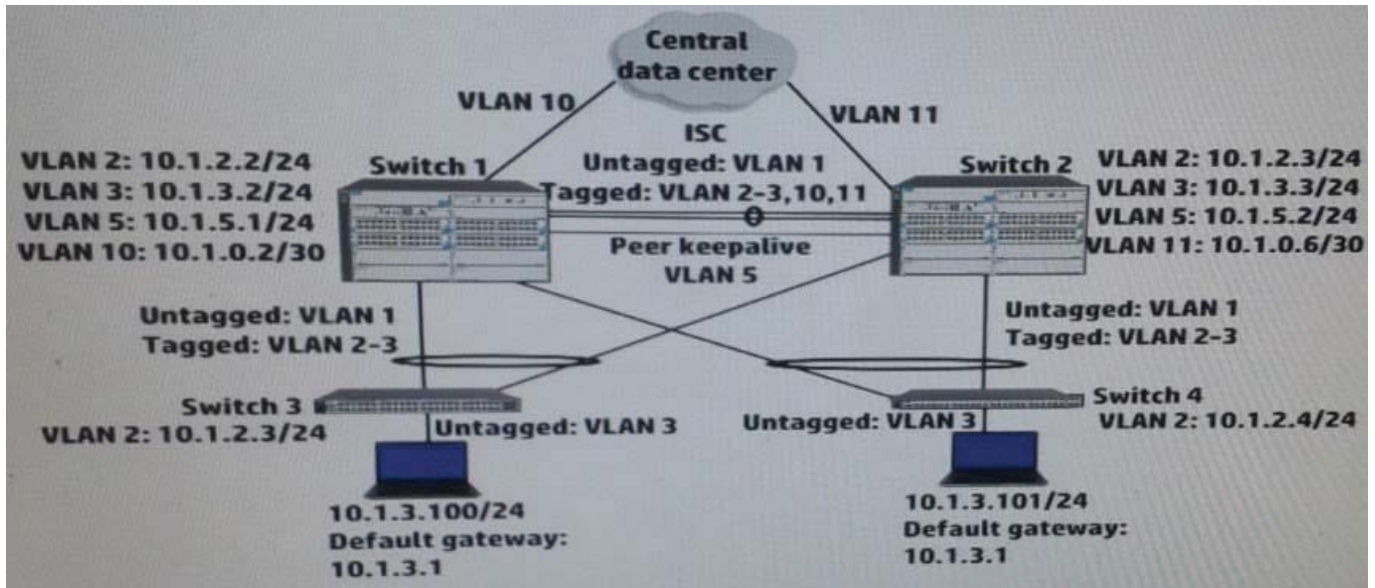 Central
data center
VLAN 10
VLAN 11
ISC
Untagged: VLAN 1
Tagged: VLAN 2-3,10,11
Switch 1
VLAN 2: 10.1.2.2/24
VLAN 3: 10.1.3.2/24
VLAN 5: 10.1.5.1/24
VLAN 10: 10.1.0.2/30
Switch 2
VLAN 2: 10.1.2.3/24
VLAN 3: 10.1.3.3/24
VLAN 5: 10.1.5.2/24
VLAN 11: 10.1.0.6/30
Peer keepalive
VLAN 5
Untagged: VLAN 1
Tagged: VLAN 2-3
Untagged: VLAN 1
Tagged: VLAN 2-3
Switch 3
VLAN 2: 10.1.2.3/24
Untagged: VLAN 3
Untagged: VLAN 3
Switch 4
VLAN 2: 10.1.2.4/24
10.1.3.100/24
Default gateway:
10.1.3.1
10.1.3.101/24
Default gateway:
10.1.3.1